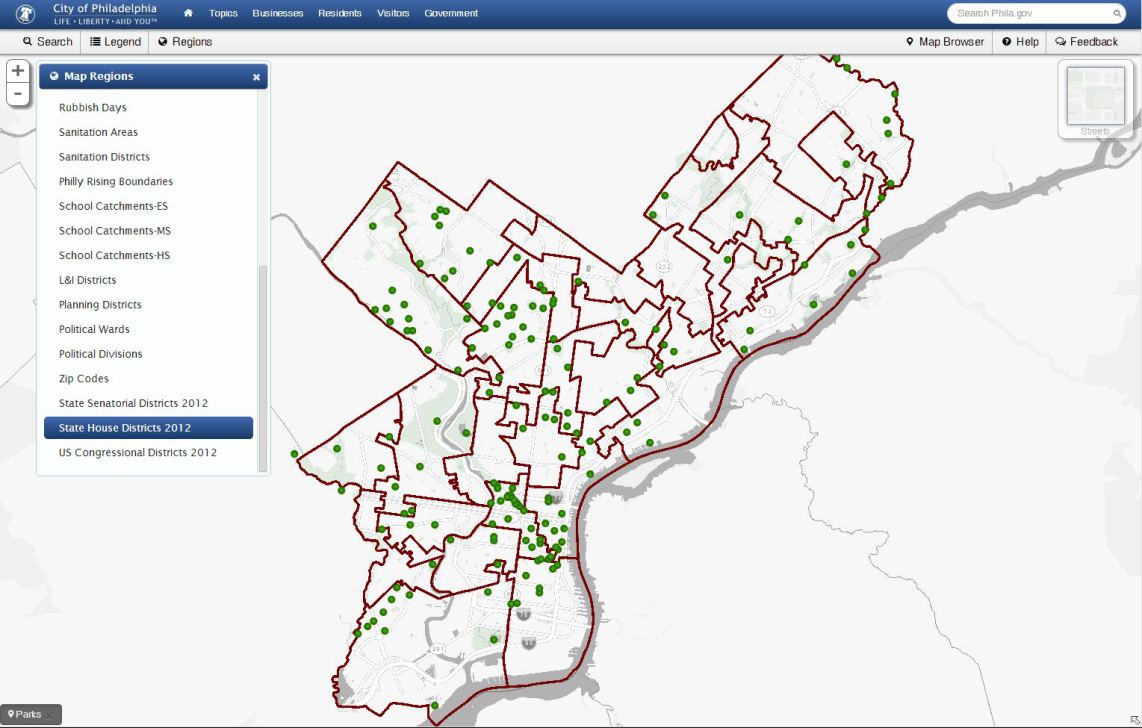 City of Philadelphia
LIFE • LIBERTY • AND YOU™
Topics
Businesses
Residents
Visitors
Government
Search Phila.gov
Search
Legend
Regions
Map Browser
Help
Feedback
+
-
Map Regions
×
Rubbish Days
Sanitation Areas
Sanitation Districts
Philly Rising Boundaries
School Catchments-ES
School Catchments-MS
School Catchments-HS
L&I Districts
Planning Districts
Political Wards
Political Divisions
Zip Codes
State Senatorial Districts 2012
State House Districts 2012
US Congressional Districts 2012
Streets
232
73
76
95
291
Parks